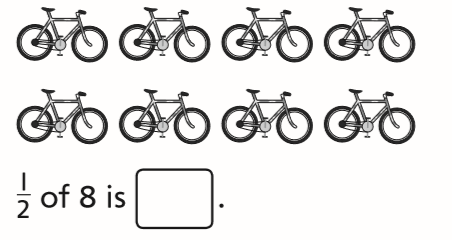 1/2 of 8 is .